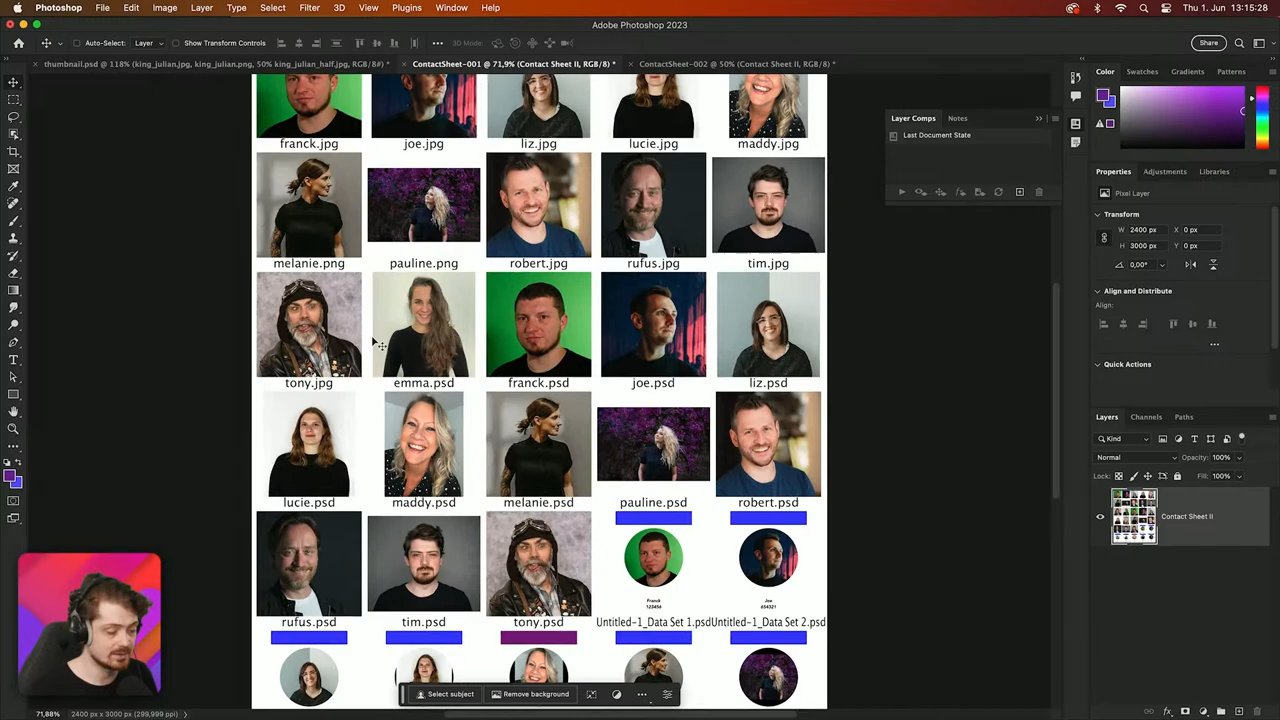 Photoshop File Edit Image Layer Type Select Filter 3D View Plugins Window Help Thu 1. Jun 15:15:28
Adobe Photoshop 2023
Auto-Select: Layer Show Transform Controls 3D Mode: Share
thumbnail.psd @ 118% (king_julian.jpg, king_julian.png, 50% king_julian_half.jpg, RGB/8#) * ContactSheet-001 @ 71,9% (Contact Sheet II, RGB/8) * ContactSheet-002 @ 50% (Contact Sheet II, RGB/8) *
Color Swatches Gradients Patterns
Layer Comps Notes
Last Document State
franck.jpg joe.jpg liz.jpg lucie.jpg maddy.jpg
Properties Adjustments Libraries
Pixel Layer
Transform
W 2400 px X 0 px
H 3000 px Y 0 px
0,00°
melanie.png pauline.png robert.jpg rufus.jpg tim.jpg
Align and Distribute
Align:
Quick Actions
tony.jpg emma.psd franck.psd joe.psd liz.psd
Layers Channels Paths
Kind
Normal Opacity: 100%
Lock: Fill: 100%
Contact Sheet II
lucie.psd maddy.psd melanie.psd pauline.psd robert.psd
Franck Joe
123456 654321
rufus.psd tim.psd tony.psd Untitled-1_Data Set 1.psd Untitled-1_Data Set 2.psd
Select subject Remove background
71,88% 2400 px x 3000 px (299,999 ppi)